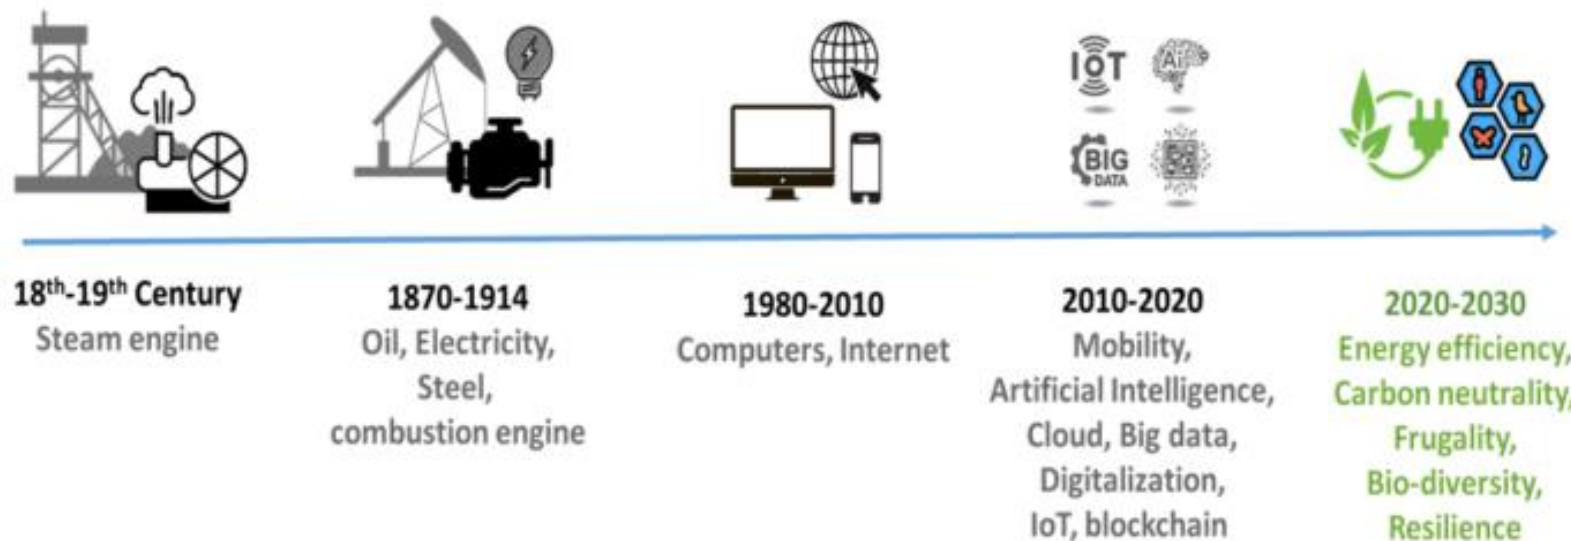 IoT
Ai
BIG
DATA
18th-19th Century
Steam engine
1870-1914
Oil, Electricity,
Steel,
combustion engine
1980-2010
Computers, Internet
2010-2020
Mobility,
Artificial Intelligence,
Cloud, Big data,
Digitalization,
IoT, blockchain
2020-2030
Energy efficiency,
Carbon neutrality,
Frugality,
Bio-diversity,
Resilience